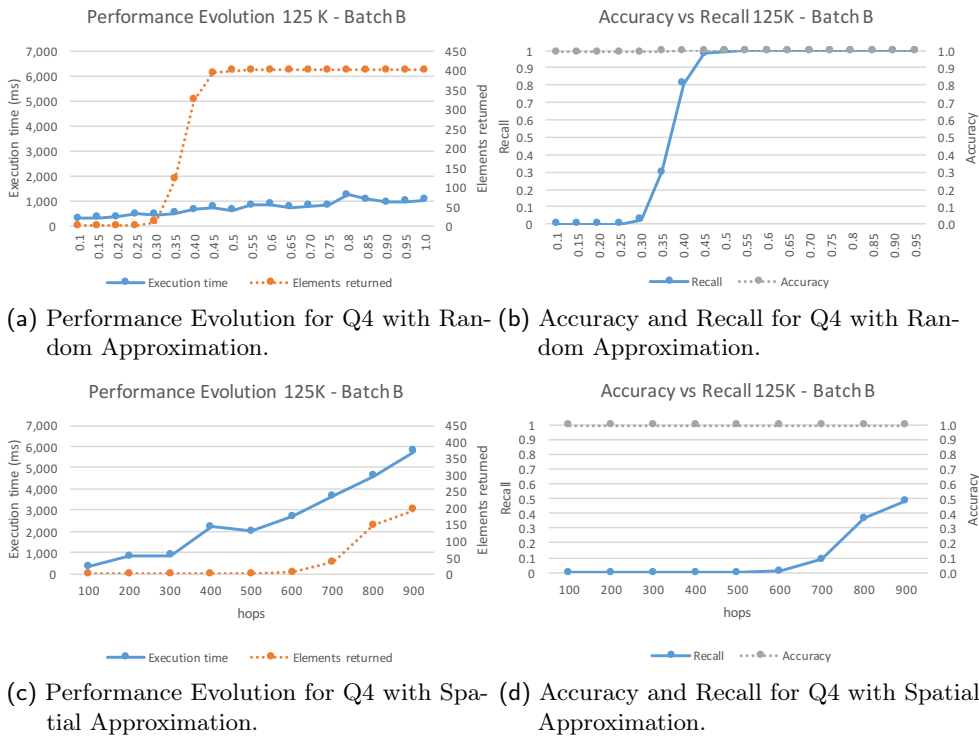 Performance Evolution 125 K - Batch B
7,000
6,000
5,000
4,000
3,000
2,000
1,000
0
Execution time (ms)
450
400
350
300
250
200
150
100
50
0
Elements returned
0.1 0.15 0.20 0.25 0.30 0.35 0.40 0.45 0.5 0.55 0.6 0.65 0.70 0.75 0.8 0.85 0.90 0.95 1.0
Execution time Elements returned
(a) Performance Evolution for Q4 with Ran-
dom Approximation.
Accuracy vs Recall 125K - Batch B
1
0.9
0.8
0.7
0.6
0.5
0.4
0.3
0.2
0.1
0
Recall
1.0
0.9
0.8
0.7
0.6
0.5
0.4
0.3
0.2
0.1
0.0
Accuracy
0.1 0.15 0.20 0.25 0.30 0.35 0.40 0.45 0.5 0.55 0.6 0.65 0.70 0.75 0.8 0.85 0.90 0.95
Recall Accuracy
(b) Accuracy and Recall for Q4 with Ran-
dom Approximation.
Performance Evolution 125K - Batch B
7,000
6,000
5,000
4,000
3,000
2,000
1,000
0
Execution time (ms)
450
400
350
300
250
200
150
100
50
0
Elements returned
100 200 300 400 500 600 700 800 900
hops
Execution time Elements returned
(c) Performance Evolution for Q4 with Spa-
tial Approximation.
Accuracy vs Recall 125K - Batch B
1
0.9
0.8
0.7
0.6
0.5
0.4
0.3
0.2
0.1
0
Recall
1.0
0.9
0.8
0.7
0.6
0.5
0.4
0.3
0.2
0.1
0.0
Accuracy
100 200 300 400 500 600 700 800 900
hops
Recall Accuracy
(d) Accuracy and Recall for Q4 with Spatial
Approximation.